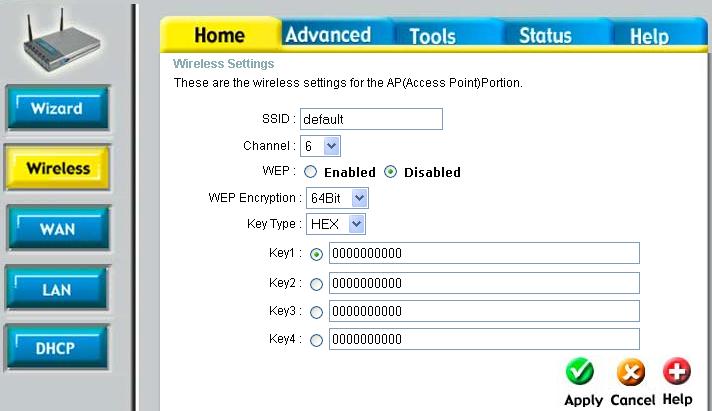 Home Advanced Tools Status Help
Wizard
Wireless
WAN
LAN
DHCP
Wireless Settings
These are the wireless settings for the AP(Access Point)Portion.
SSID : default
Channel : 6
WEP : Enabled Disabled
WEP Encryption : 64Bit
Key Type : HEX
Key1 : 0000000000
Key2 : 0000000000
Key3 : 0000000000
Key4 : 0000000000
Apply Cancel Help